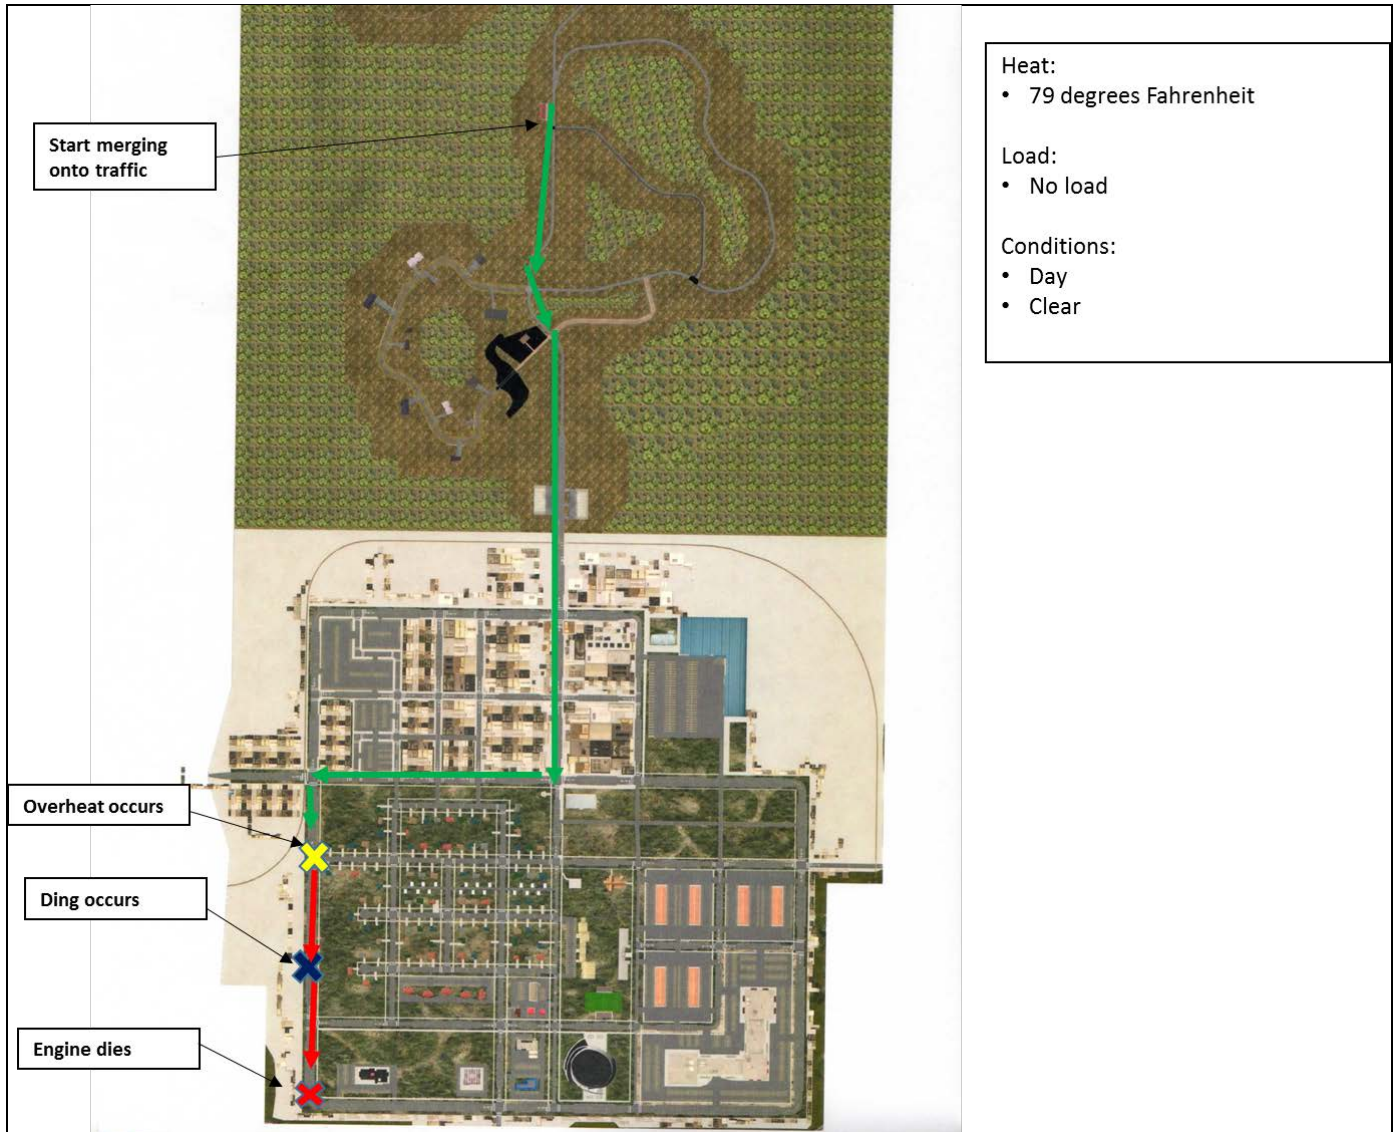 Start merging
onto traffic
Overheat occurs
Ding occurs
Engine dies
Heat:
• 79 degrees Fahrenheit
Load:
• No load
Conditions:
• Day
• Clear